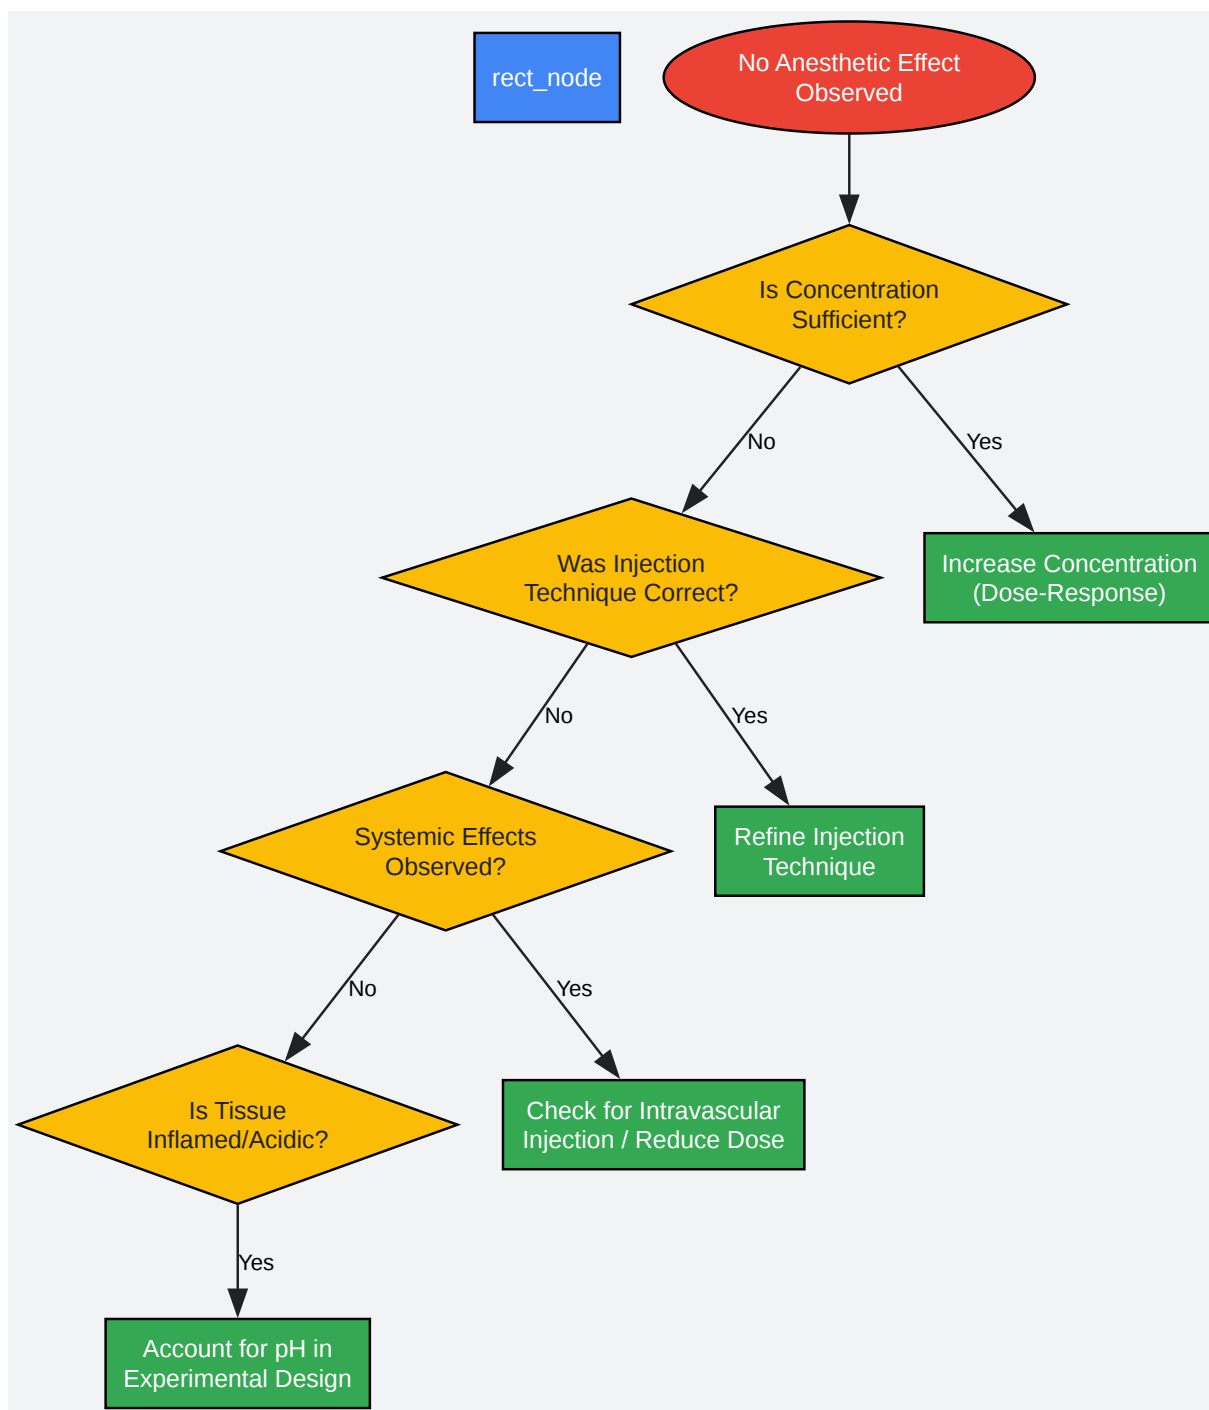 rect_node
No Anesthetic Effect
Observed
Is Concentration
Sufficient?
No
Yes
Was Injection
Technique Correct?
Increase Concentration
(Dose-Response)
No
Yes
Systemic Effects
Observed?
Refine Injection
Technique
No
Yes
Is Tissue
Inflamed/Acidic?
Check for Intravascular
Injection / Reduce Dose
Yes
Account for pH in
Experimental Design